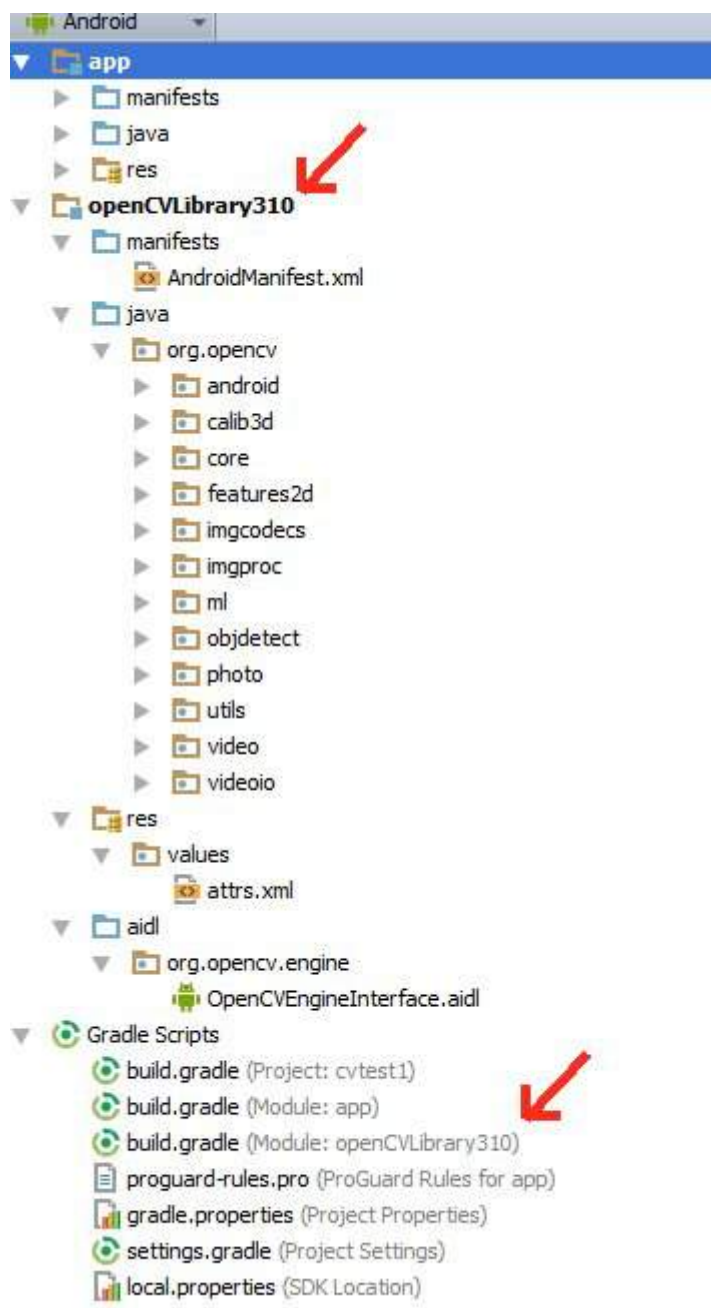 Android
app
manifests
java
res
openCVLibrary310
manifests
AndroidManifest.xml
java
org.opencv
android
calib3d
core
features2d
imgcodecs
imgproc
ml
objdetect
photo
utils
video
videoio
res
values
attrs.xml
aidl
org.opencv.engine
OpenCVEngineInterface.aidl
Gradle Scripts
build.gradle (Project: cvtest1)
build.gradle (Module: app)
build.gradle (Module: openCVLibrary310)
proguard-rules.pro (ProGuard Rules for app)
gradle.properties (Project Properties)
settings.gradle (Project Settings)
local.properties (SDK Location)